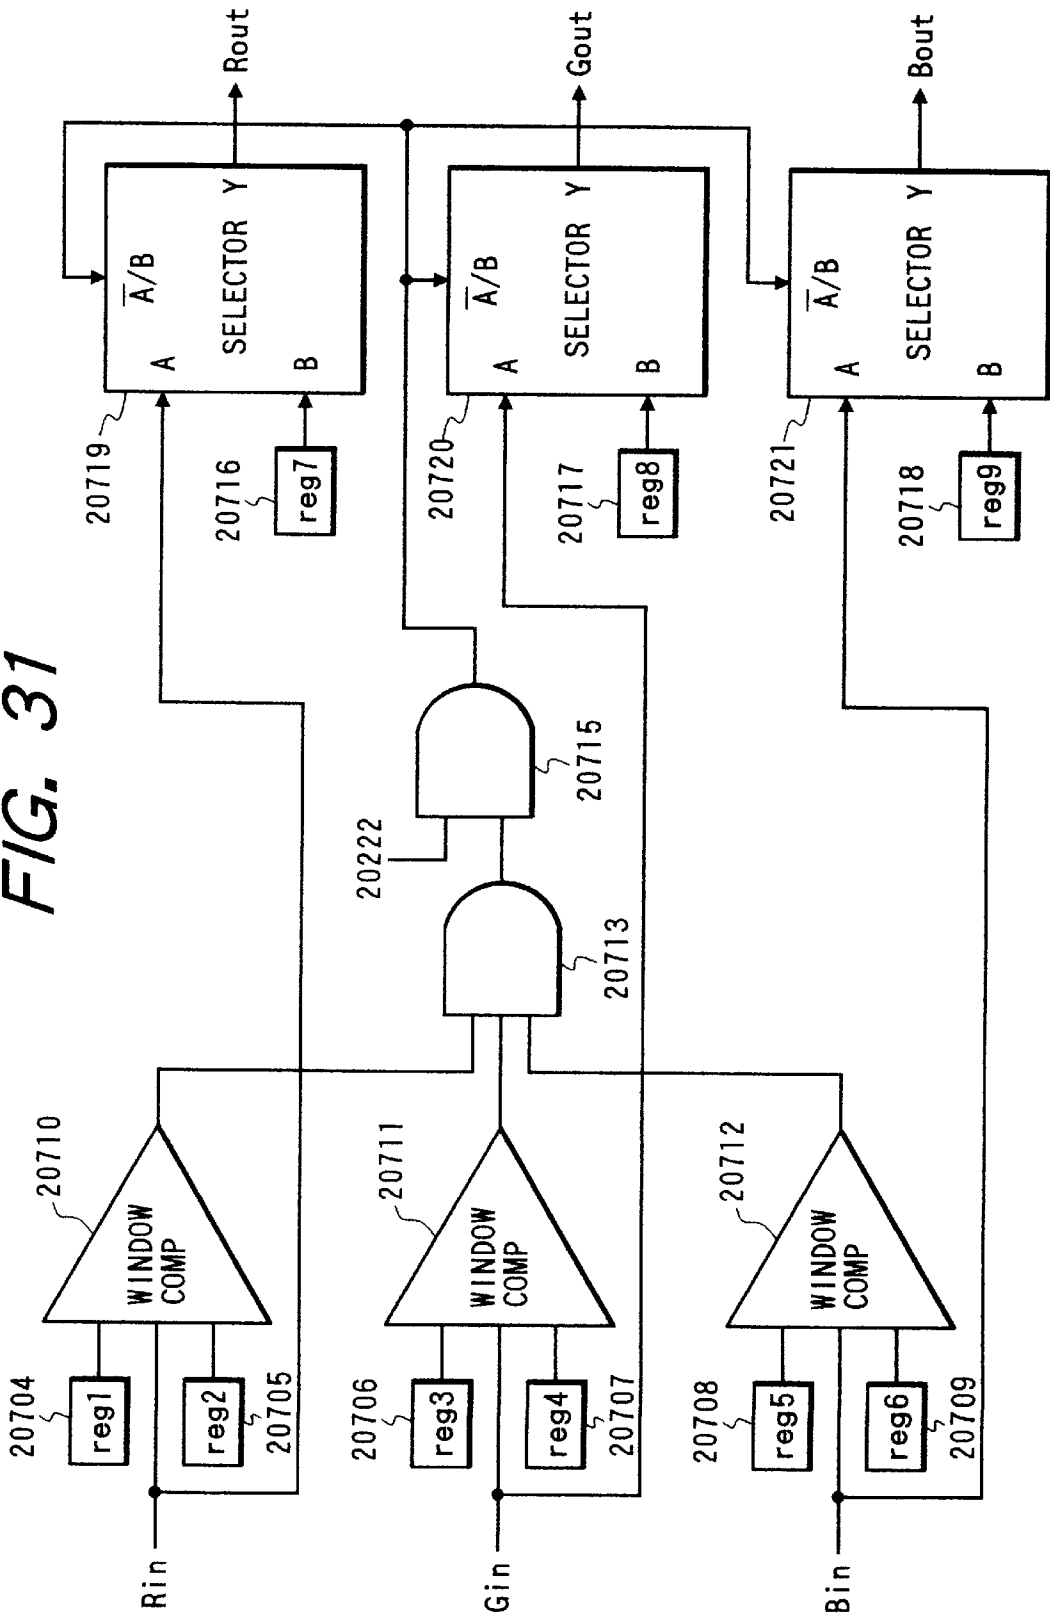 FIG. 31
Rin
20704
reg1
reg2
20705
WINDOW
COMP
20710
Gin
20706
reg3
reg4
20707
WINDOW
COMP
20711
Bin
20708
reg5
reg6
20709
WINDOW
COMP
20712
20713
20222
20715
20719
A
A/B
SELECTOR
B
Y
20716
reg7
Rout
20720
A
A/B
SELECTOR
B
Y
20717
reg8
Gout
20721
A
A/B
SELECTOR
B
Y
20718
reg9
Bout